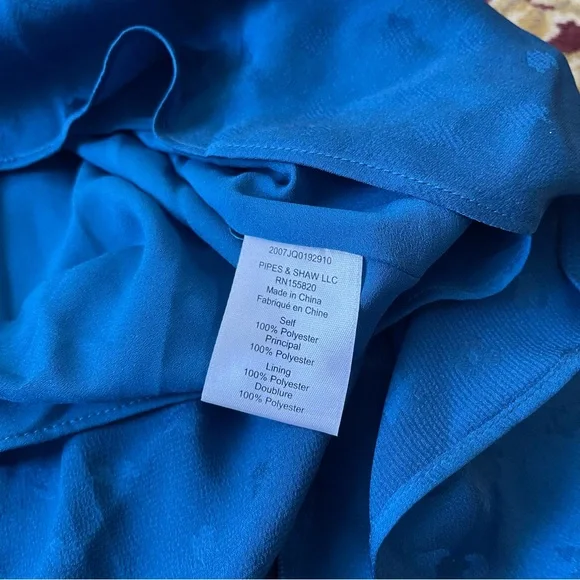 2007JQ0192910
PIPES & SHAW LLC
RN155820
Made in China
Fabriqué en Chine
Self
100% Polyester
Principal
100% Polyester
Lining
100% Polyester
Doublure
100% Polyester